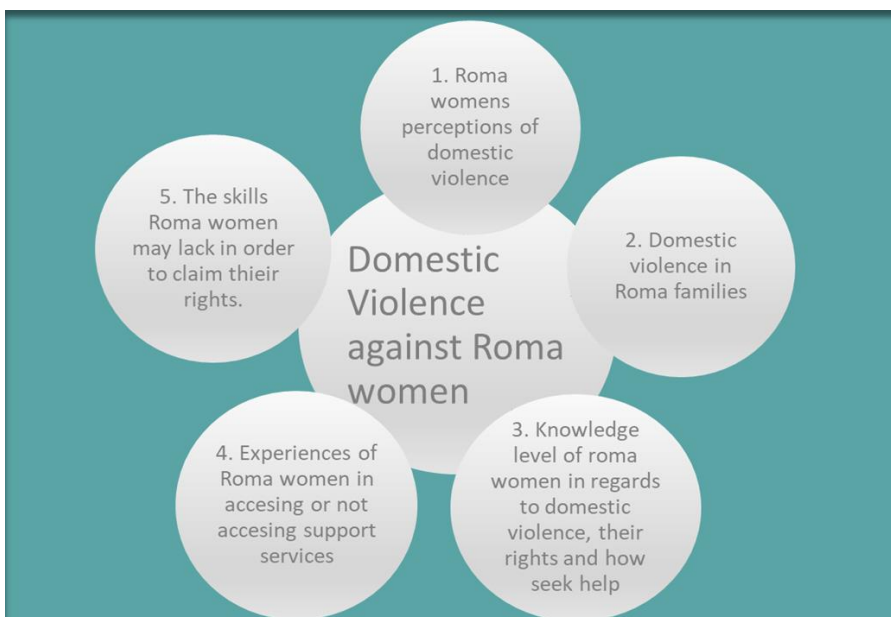 1. Roma
womens
perceptions of
domestic
violence
2. Domestic
violence in
Roma families
3. Knowledge
level of roma
women in regards
to domestic
violence, their
rights and how
seek help
4. Experiences of
Roma women in
accesing or not
accesing support
services
5. The skills
Roma women
may lack in order
to claim thieir
rights.
Domestic
Violence
against Roma
women